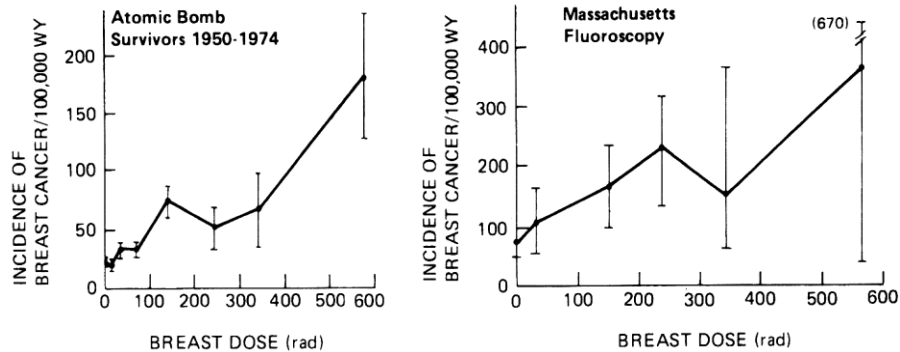 Atomic Bomb
Survivors 1950-1974
INCIDENCE OF
BREAST CANCER/100,000 WY
200
150
100
50
0
0 100 200 300 400 500 600
BREAST DOSE (rad)
Massachusetts
Fluoroscopy
(670)
INCIDENCE OF
BREAST CANCER/100,000 WY
400
300
200
100
0
0 100 200 300 400 500 600
BREAST DOSE (rad)